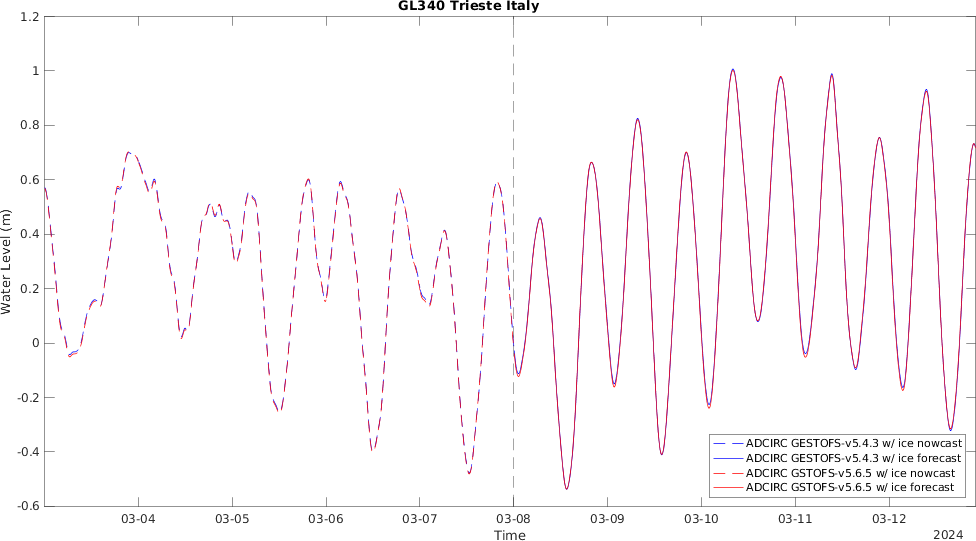 GL340 Trieste Italy
1.2
1
0.8
0.6
0.4
0.2
0
-0.2
-0.4
-0.6
Water Level (m)
03-04 03-05 03-06 03-07 03-08 03-09 03-10 03-11 03-12
Time
2024
ADCIRC GESTOFS-v5.4.3 w/ ice nowcast
ADCIRC GESTOFS-v5.4.3 w/ ice forecast
ADCIRC GSTOFS-v5.6.5 w/ ice nowcast
ADCIRC GSTOFS-v5.6.5 w/ ice forecast